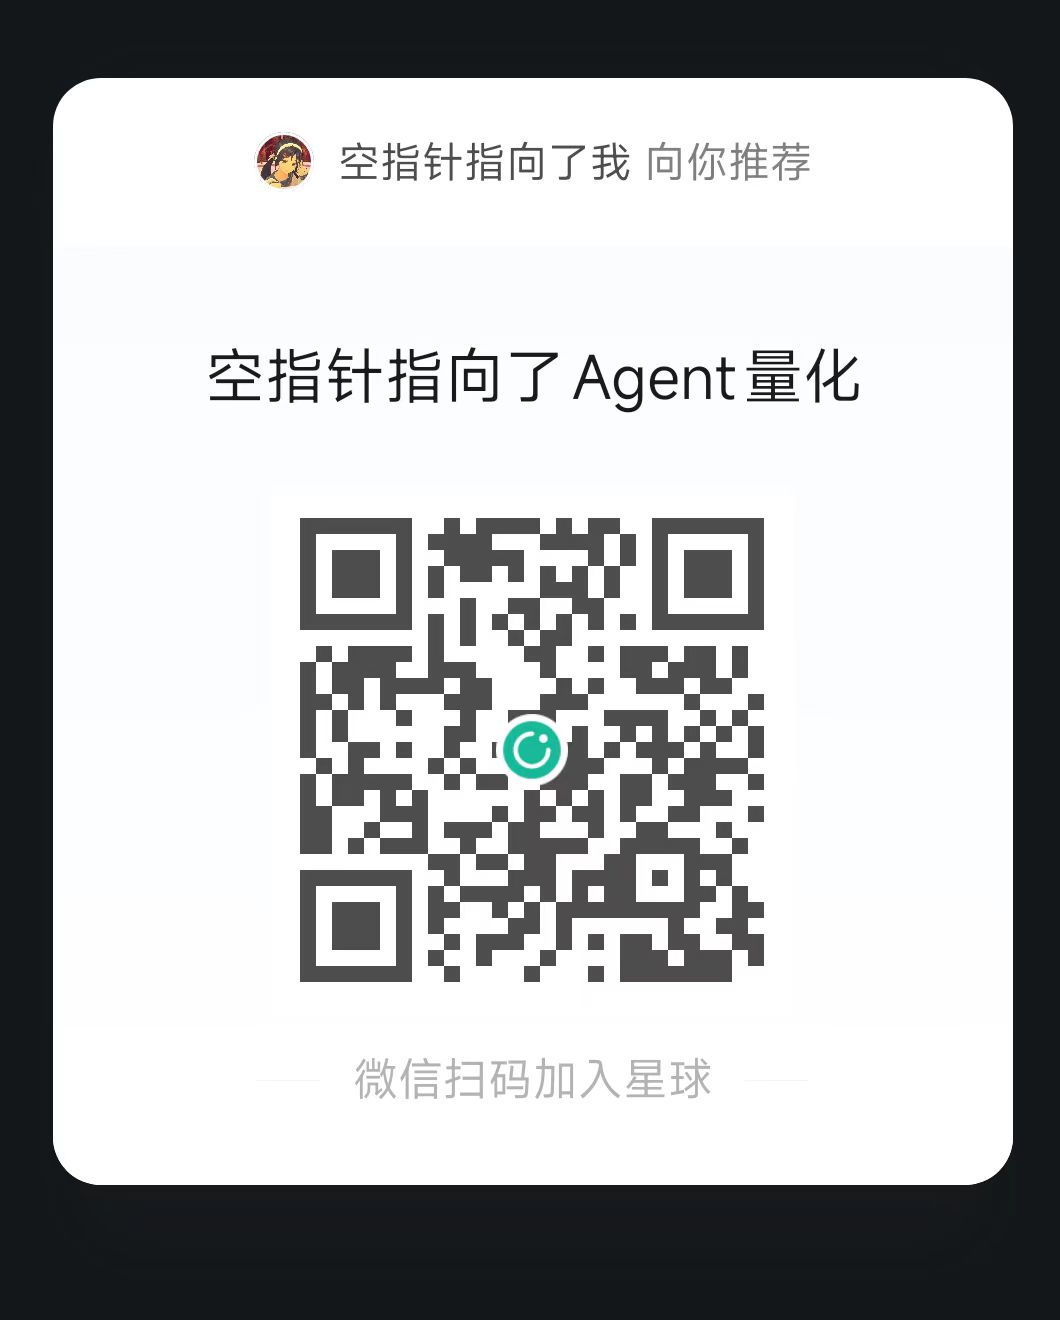 空指针指向了我 向你推荐
空指针指向了Agent量化
微信扫码加入星球